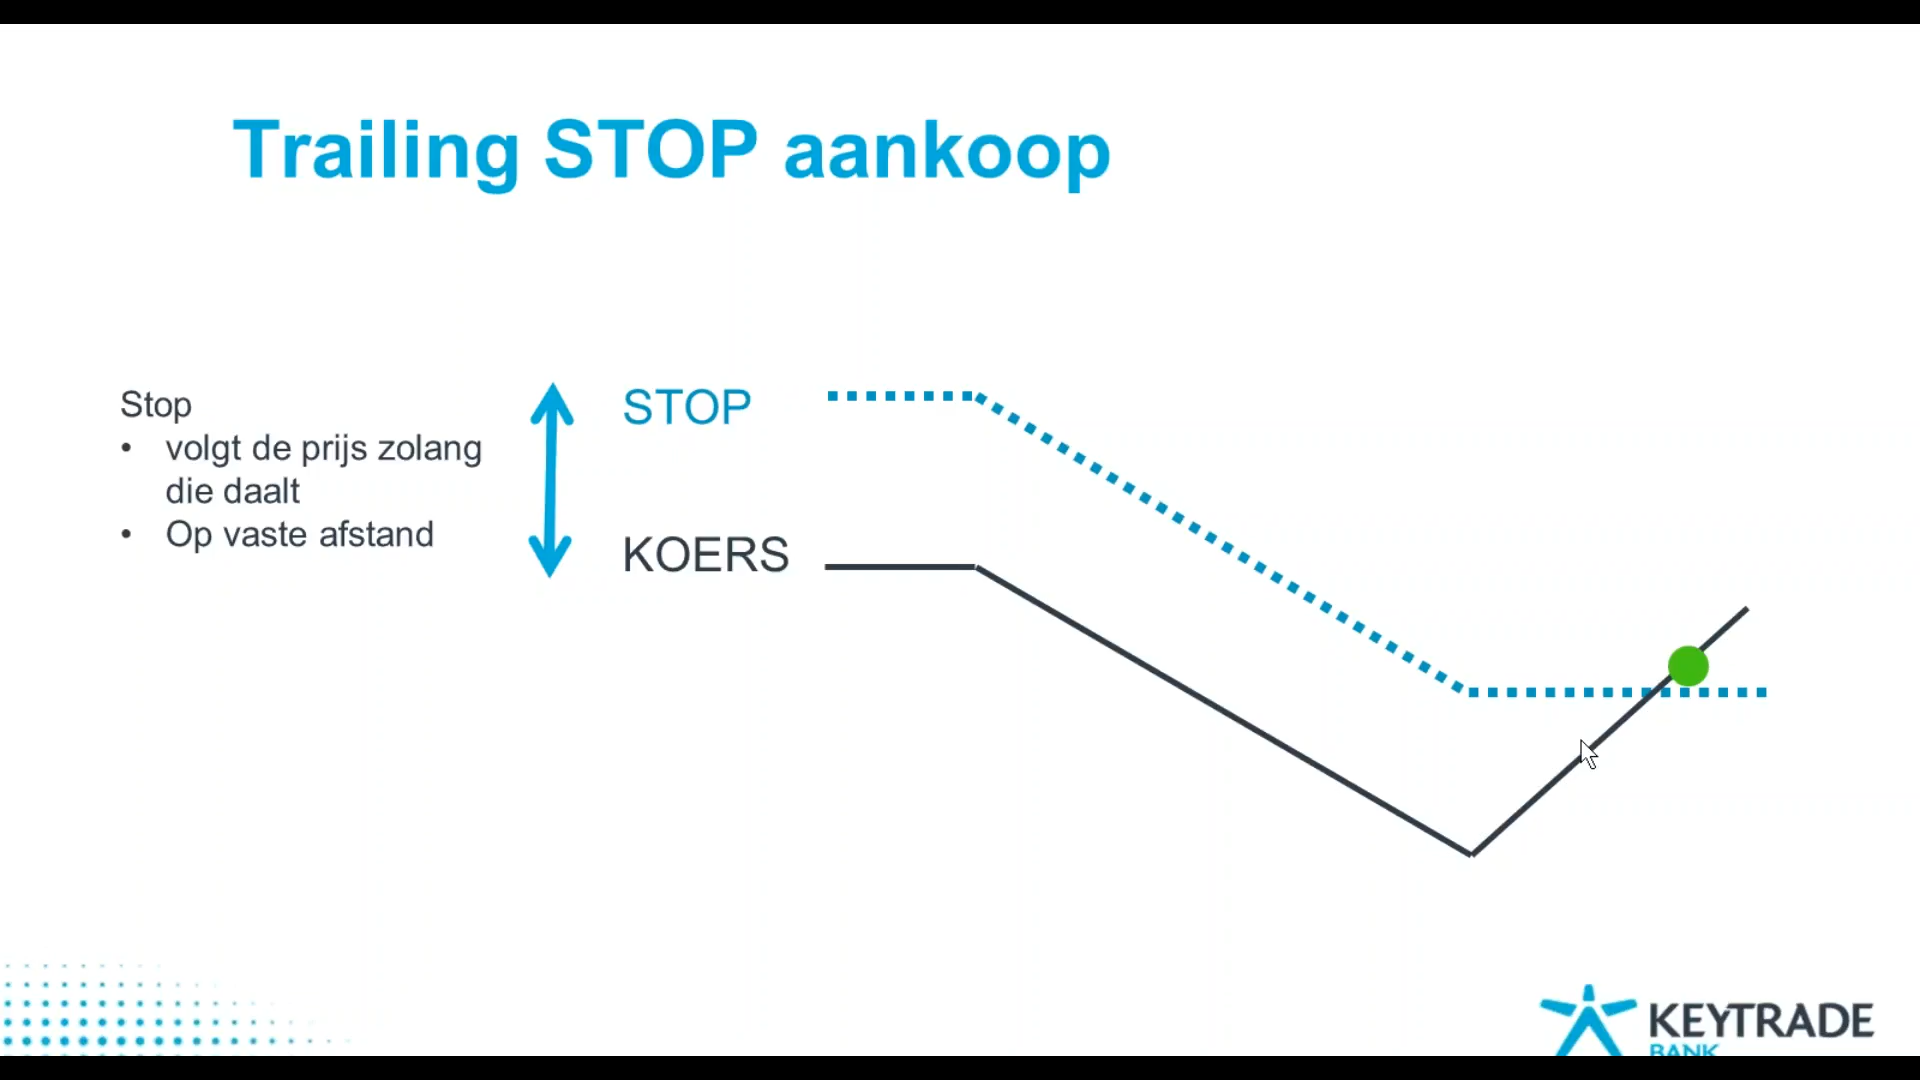 Trailing STOP aankoop
Stop
• volgt de prijs zolang
die daalt
• Op vaste afstand
STOP
KOERS
KEYTRADE
BANK